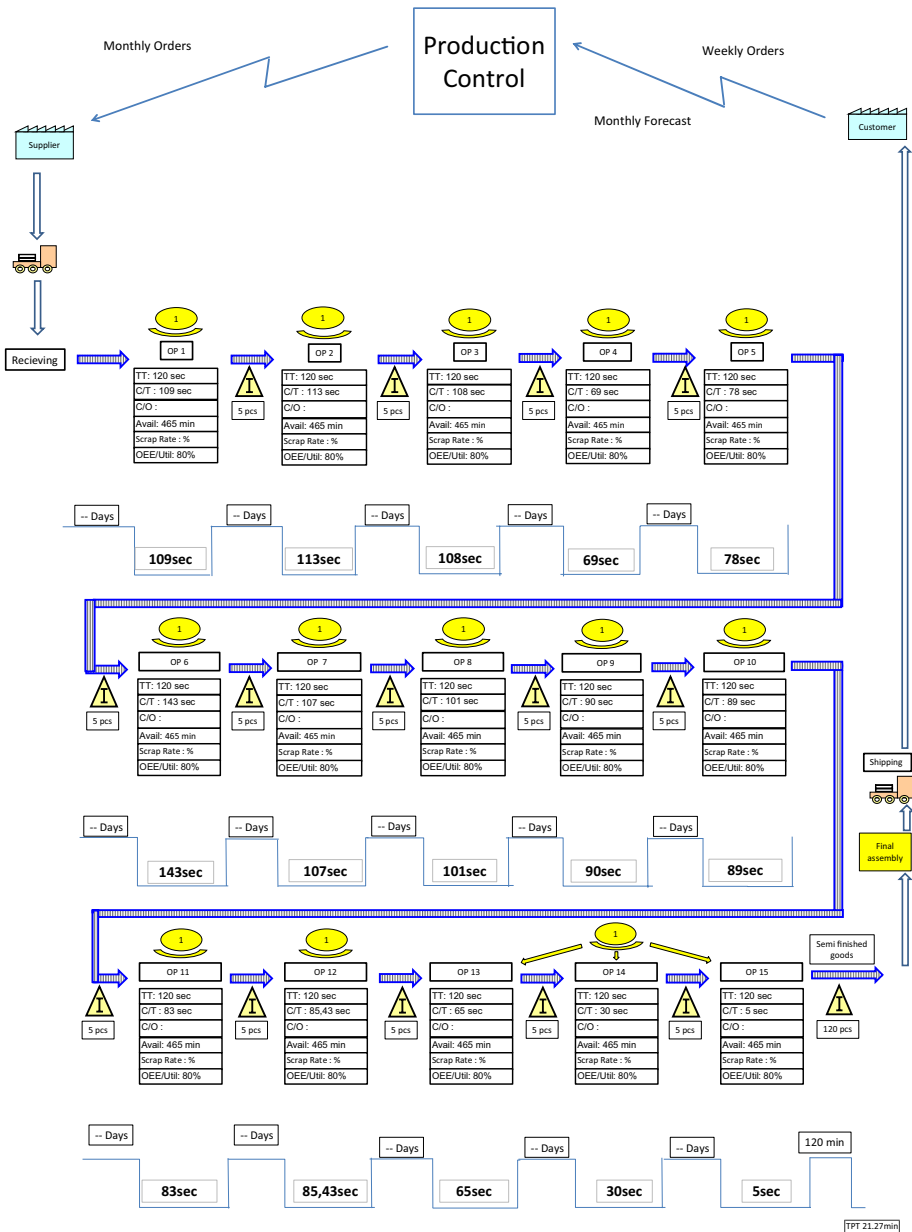 Monthly Orders
Production
Control
Weekly Orders
Monthly Forecast
Supplier
Customer
1
1
1
1
1
Recieving
OP 1
OP 2
OP 3
OP 4
OP 5
TT: 120 sec
C/T : 109 sec
C/O :
Avail: 465 min
Scrap Rate : %
OEE/Util: 80%
I
5 pcs
TT: 120 sec
C/T : 113 sec
C/O :
Avail: 465 min
Scrap Rate : %
OEE/Util: 80%
I
5 pcs
TT: 120 sec
C/T : 108 sec
C/O :
Avail: 465 min
Scrap Rate : %
OEE/Util: 80%
I
5 pcs
TT: 120 sec
C/T : 69 sec
C/O :
Avail: 465 min
Scrap Rate : %
OEE/Util: 80%
I
5 pcs
TT: 120 sec
C/T : 78 sec
C/O :
Avail: 465 min
Scrap Rate : %
OEE/Util: 80%
-- Days
-- Days
-- Days
-- Days
-- Days
109sec
113sec
108sec
69sec
78sec
1
1
1
1
1
OP 6
OP 7
OP 8
OP 9
OP 10
I
5 pcs
TT: 120 sec
C/T : 143 sec
C/O :
Avail: 465 min
Scrap Rate : %
OEE/Util: 80%
I
5 pcs
TT: 120 sec
C/T : 107 sec
C/O :
Avail: 465 min
Scrap Rate : %
OEE/Util: 80%
I
5 pcs
TT: 120 sec
C/T : 101 sec
C/O :
Avail: 465 min
Scrap Rate : %
OEE/Util: 80%
I
5 pcs
TT: 120 sec
C/T : 90 sec
C/O :
Avail: 465 min
Scrap Rate : %
OEE/Util: 80%
I
5 pcs
TT: 120 sec
C/T : 89 sec
C/O :
Avail: 465 min
Scrap Rate : %
OEE/Util: 80%
Shipping
Final
assembly
-- Days
-- Days
-- Days
-- Days
-- Days
143sec
107sec
101sec
90sec
89sec
1
1
1
OP 11
OP 12
OP 13
OP 14
OP 15
Semi finished
goods
I
5 pcs
TT: 120 sec
C/T : 83 sec
C/O :
Avail: 465 min
Scrap Rate : %
OEE/Util: 80%
I
5 pcs
TT: 120 sec
C/T : 85,43 sec
C/O :
Avail: 465 min
Scrap Rate : %
OEE/Util: 80%
I
5 pcs
TT: 120 sec
C/T : 65 sec
C/O :
Avail: 465 min
Scrap Rate : %
OEE/Util: 80%
I
5 pcs
TT: 120 sec
C/T : 30 sec
C/O :
Avail: 465 min
Scrap Rate : %
OEE/Util: 80%
I
5 pcs
TT: 120 sec
C/T : 5 sec
C/O :
Avail: 465 min
Scrap Rate : %
OEE/Util: 80%
I
120 pcs
-- Days
-- Days
-- Days
-- Days
-- Days
120 min
83sec
85,43sec
65sec
30sec
5sec
TPT 21.27min